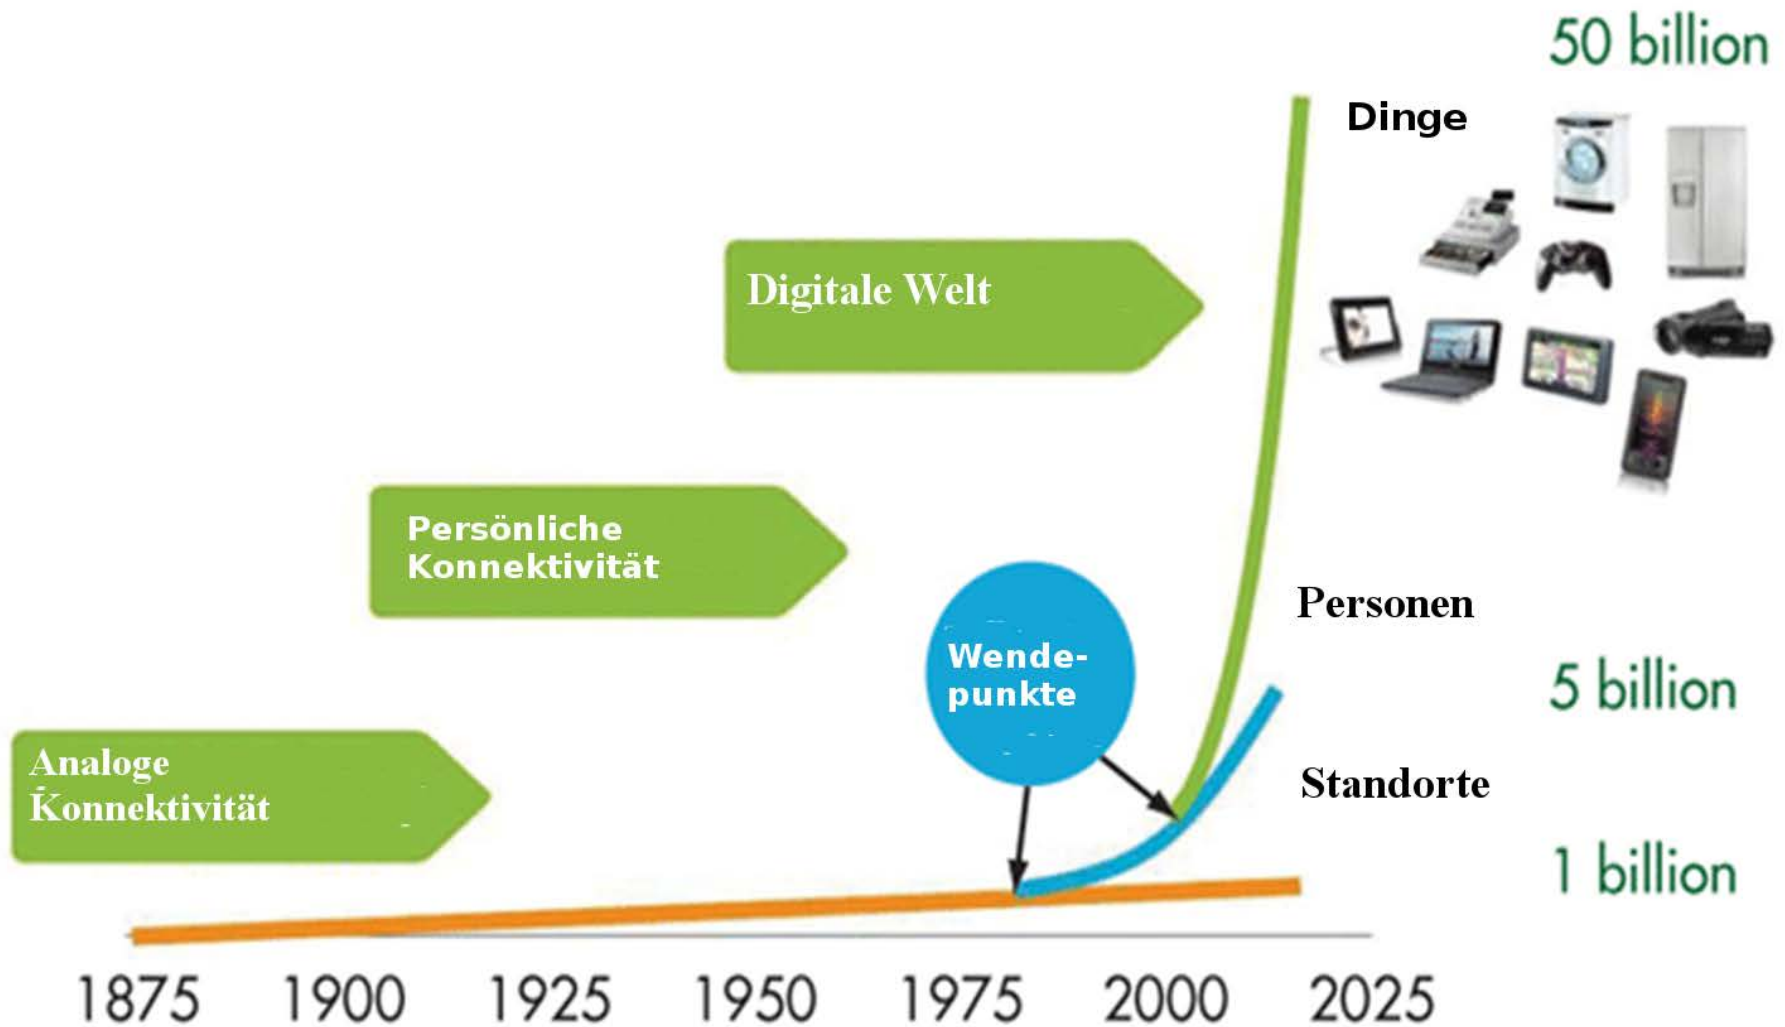 50 billion
Dinge
Digitale Welt
Persönliche
Konnektivität
Personen
Wende-
punkte
5 billion
Analoge
Konnektivität
Standorte
1 billion
1875 1900 1925 1950 1975 2000 2025